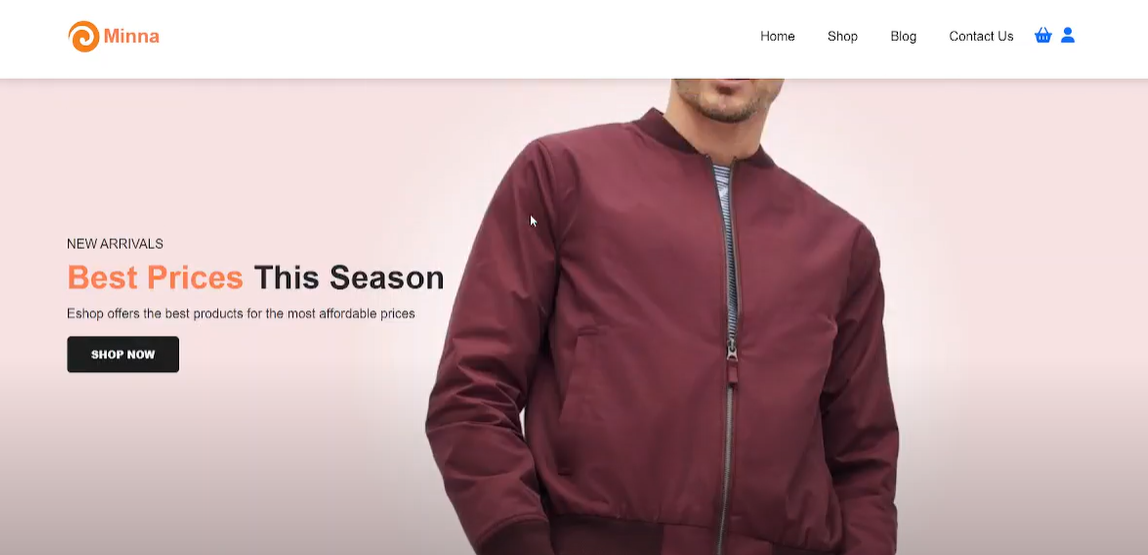 Minna
Home Shop Blog Contact Us
NEW ARRIVALS
Best Prices This Season
Eshop offers the best products for the most affordable prices
SHOP NOW